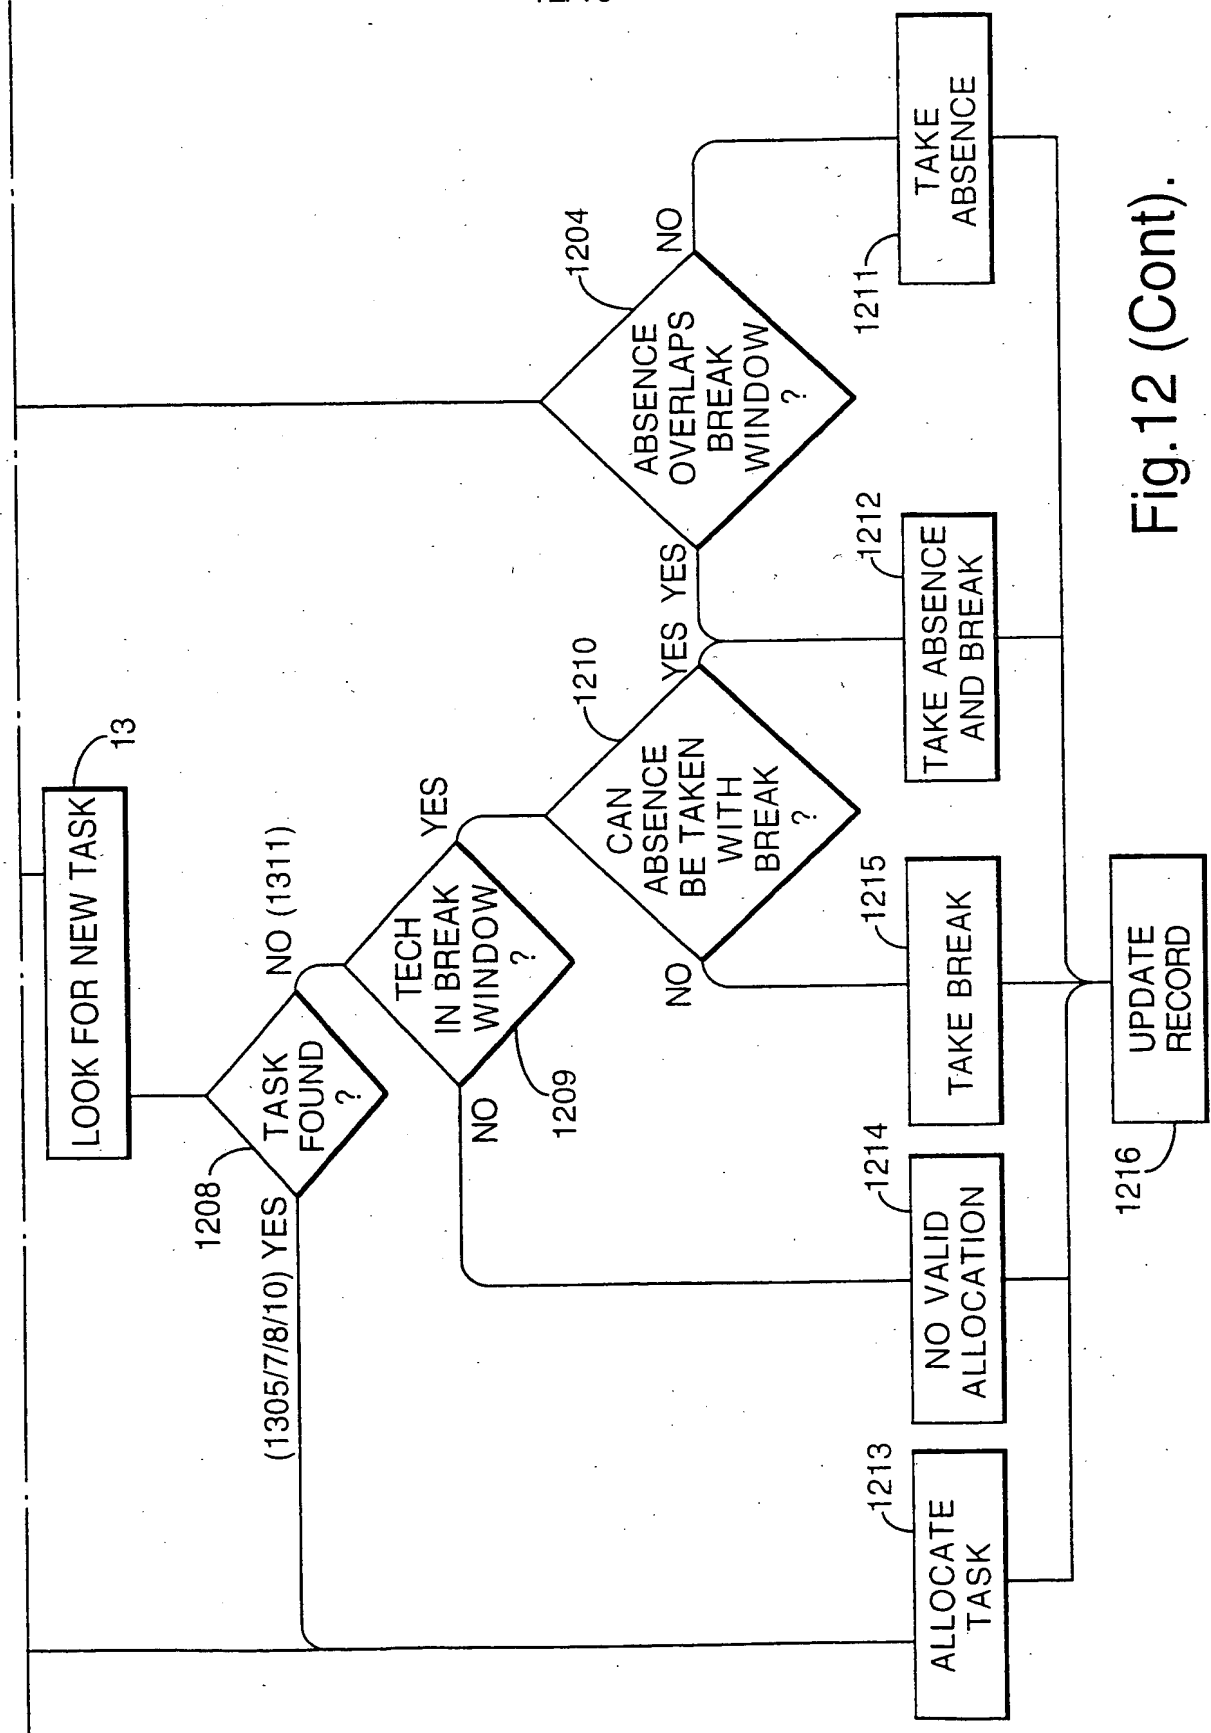 LOOK FOR NEW TASK
13
1208
TASK
FOUND
?
(1305/7/8/10) YES
NO (1311)
TECH
IN BREAK
WINDOW
?
YES
NO
1209
1210
CAN
ABSENCE
BE TAKEN
WITH
BREAK
?
YES
NO
1204
ABSENCE
OVERLAPS
BREAK
WINDOW
?
YES
NO
1213
ALLOCATE
TASK
1214
NO VALID
ALLOCATION
1215
TAKE BREAK
1212
TAKE ABSENCE
AND BREAK
1211
TAKE
ABSENCE
1216
UPDATE
RECORD
Fig.12 (Cont).